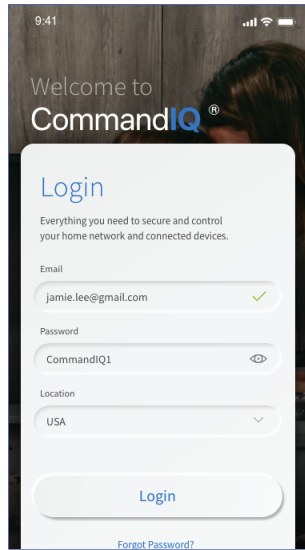 9:41
Welcome to
CommandIQ ®
Login
Everything you need to secure and control
your home network and connected devices.
Email
jamie.lee@gmail.com
Password
CommandIQ1
Location
USA
Login
Forgot Password?